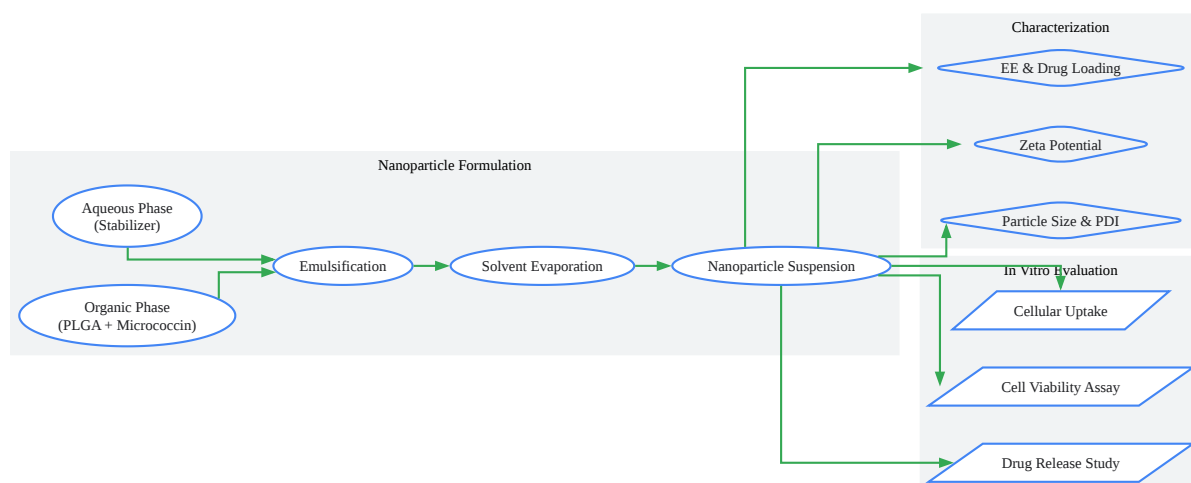 Characterization
EE & Drug Loading
Zeta Potential
Particle Size & PDI
Nanoparticle Formulation
Aqueous Phase
(Stabilizer)
Organic Phase
(PLGA + Micrococcin)
Emulsification
Solvent Evaporation
Nanoparticle Suspension
In Vitro Evaluation
Cellular Uptake
Cell Viability Assay
Drug Release Study